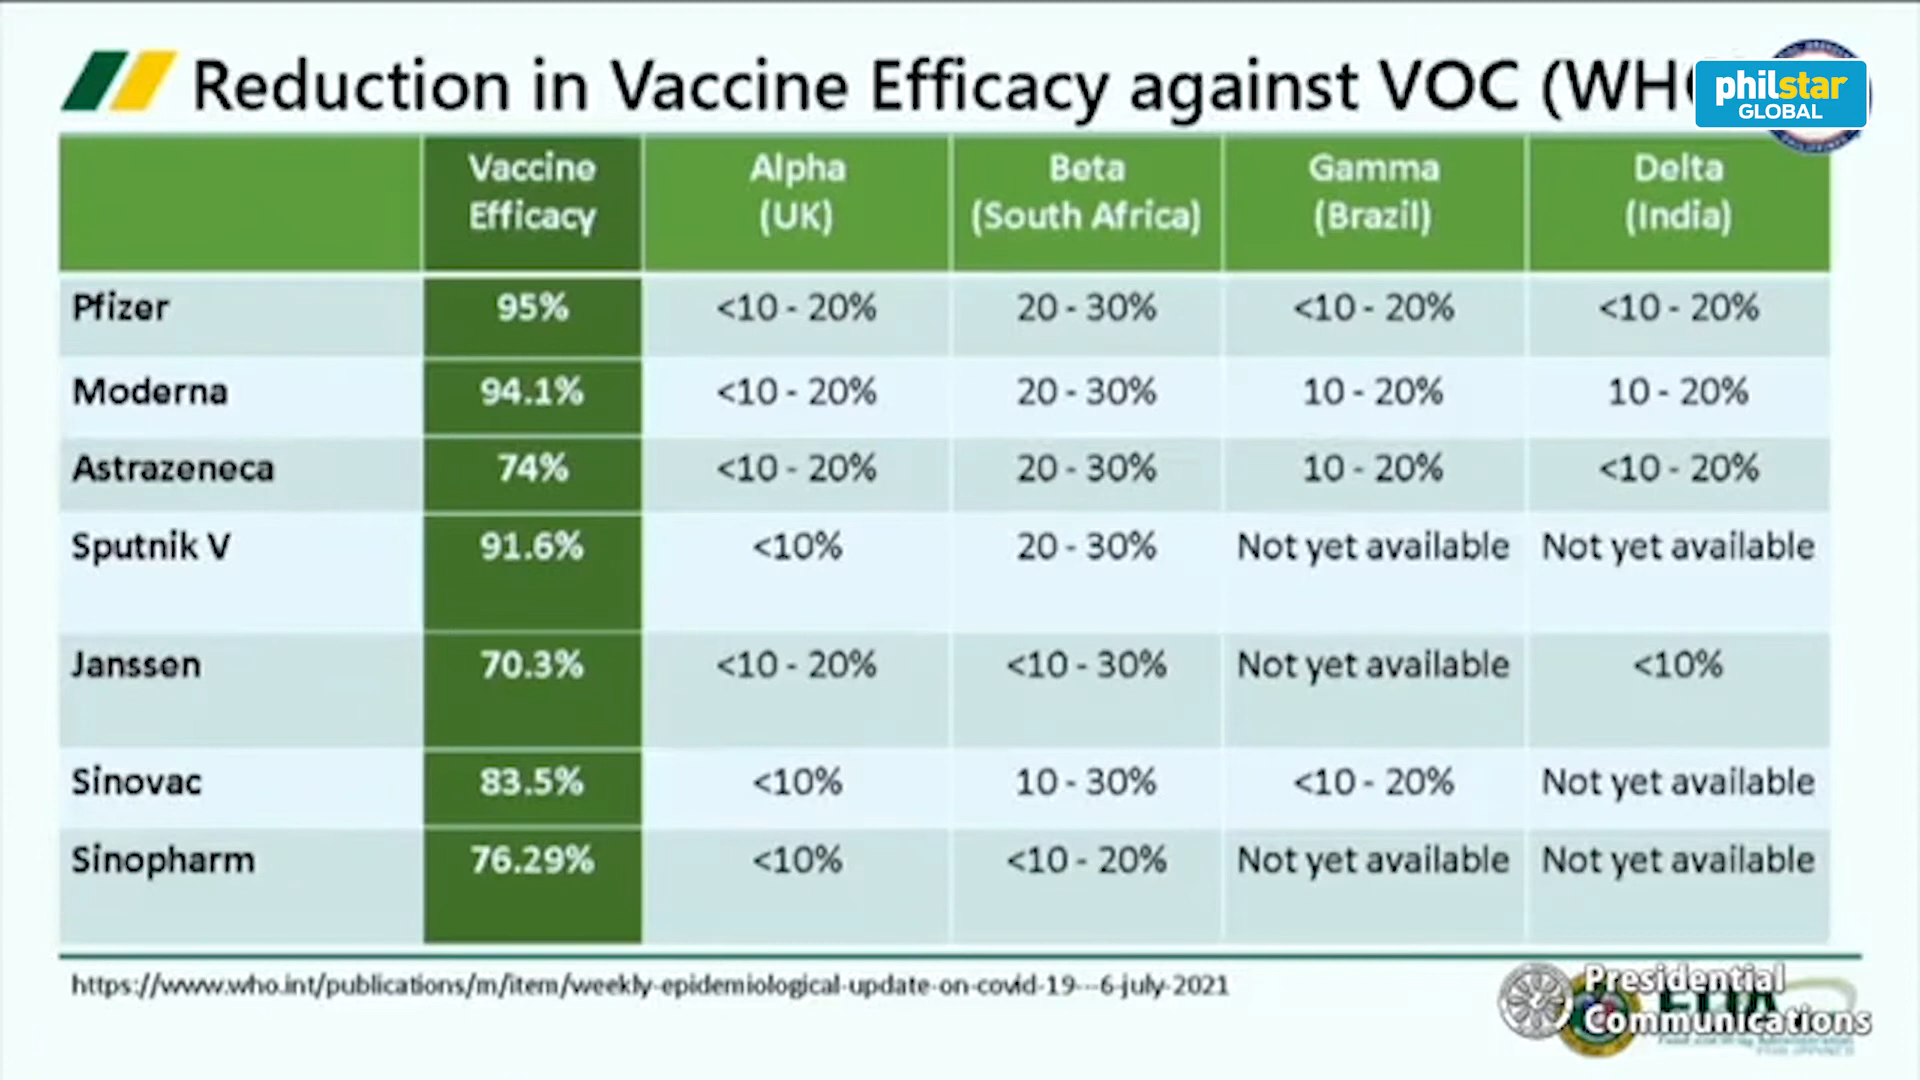 Reduction in Vaccine Efficacy against VOC (WHO
philstar
GLOBAL
Vaccine Efficacy Alpha (UK) Beta (South Africa) Gamma (Brazil) Delta (India)
Pfizer 95% <10 - 20% 20 - 30% <10 - 20% <10 - 20%
Moderna 94.1% <10 - 20% 20 - 30% 10 - 20% 10 - 20%
Astrazeneca 74% <10 - 20% 20 - 30% 10 - 20% <10 - 20%
Sputnik V 91.6% <10% 20 - 30% Not yet available Not yet available
Janssen 70.3% <10 - 20% <10 - 30% Not yet available <10%
Sinovac 83.5% <10% 10 - 30% <10 - 20% Not yet available
Sinopharm 76.29% <10% <10 - 20% Not yet available Not yet available
https://www.who.int/publications/m/item/weekly-epidemiological-update-on-covid-19---6-july-2021
Presidential
Communications